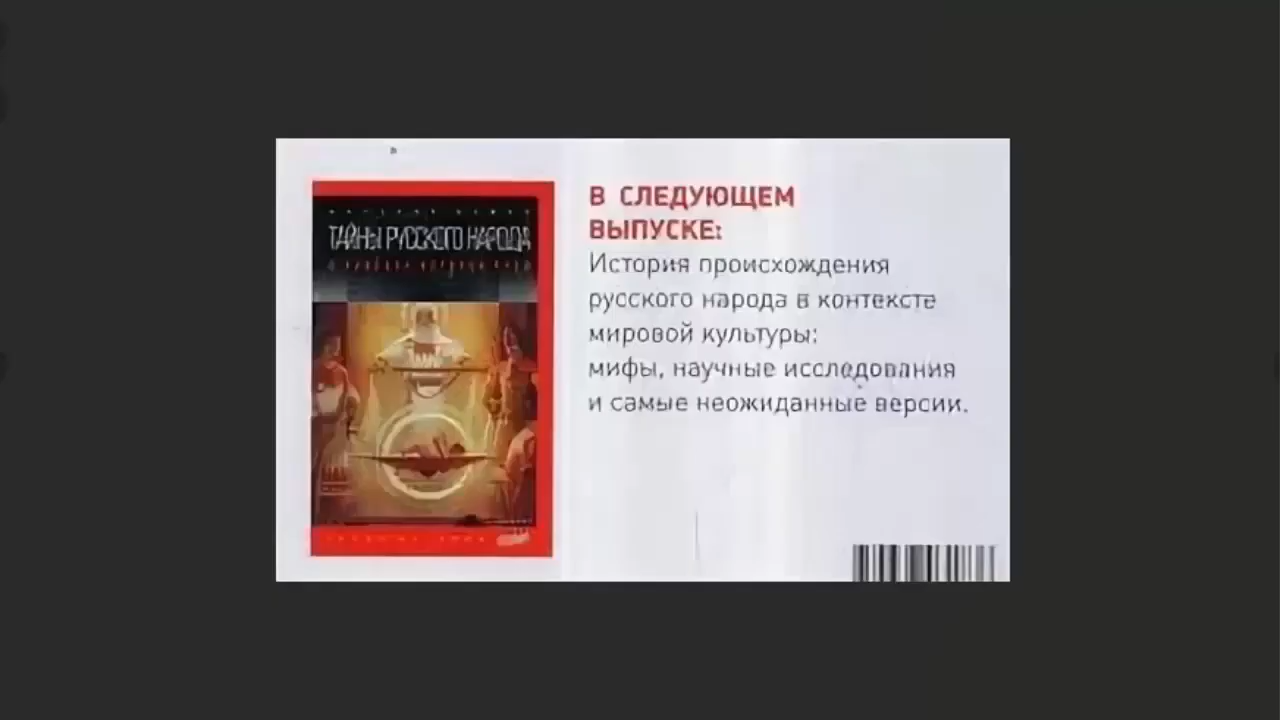 ТАЙНЫ РУССКОГО НАРОДА
В СЛЕДУЮЩЕМ
ВЫПУСКЕ:
История происхождения
русского народа в контексте
мировой культуры:
мифы, научные исследования
и самые неожиданные версии.